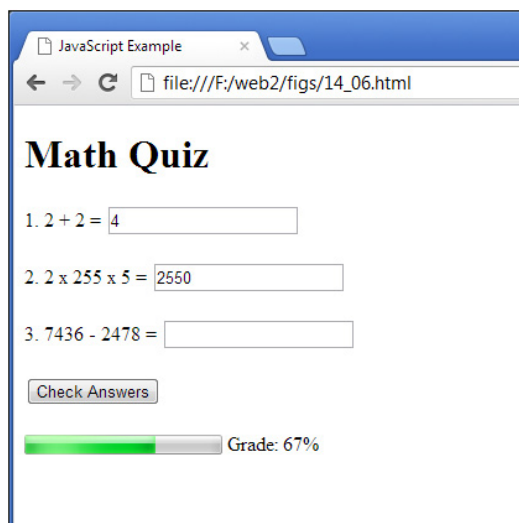 JavaScript Example
file:///F:/web2/figs/14_06.html
Math Quiz
1. 2 + 2 = 4
2. 2 x 255 x 5 = 2550
3. 7436 - 2478 =
Check Answers
Grade: 67%